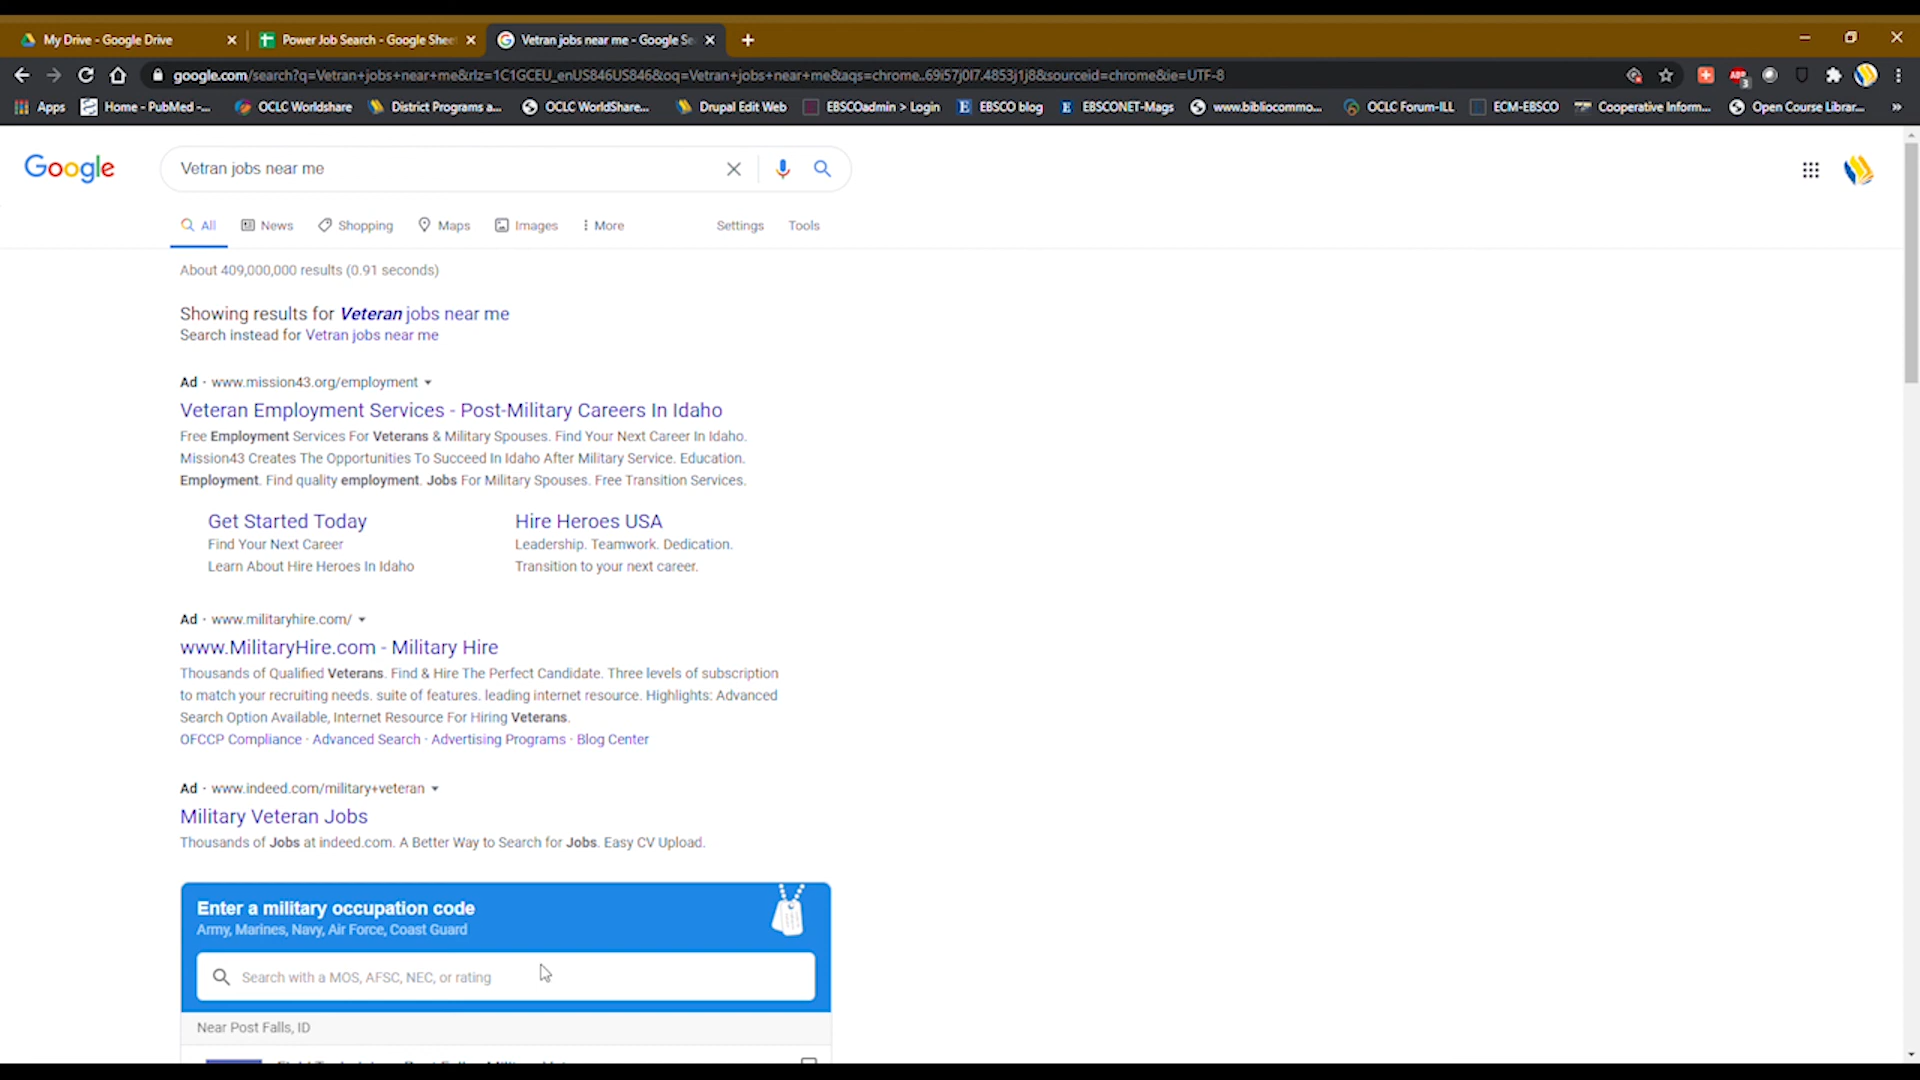 My Drive - Google Drive
Power Job Search - Google Shee
Vetran jobs near me - Google Se
google.com/search?q=Vetran+jobs+near+me&rlz=1C1GCEU_enUS846US846&oq=Vetran+jobs+near+me&aqs=chrome..69i57j0l7.4853j1j8&sourceid=chrome&ie=UTF-8
ABP
3
Apps
Home - PubMed -...
OCLC Worldshare
District Programs a...
OCLC WorldShare...
Drupal Edit Web
EBSCOadmin > Login
EBSCO blog
EBSCONET-Mags
www.bibliocommo...
OCLC Forum-ILL
ECM-EBSCO
Cooperative Inform...
Open Course Librar...
Google
Vetran jobs near me
All
News
Shopping
Maps
Images
More
Settings
Tools
About 409,000,000 results (0.91 seconds)
Showing results for Veteran jobs near me
Search instead for Vetran jobs near me
Ad · www.mission43.org/employment
Veteran Employment Services - Post-Military Careers In Idaho
Free Employment Services For Veterans & Military Spouses. Find Your Next Career In Idaho.
Mission43 Creates The Opportunities To Succeed In Idaho After Military Service. Education.
Employment. Find quality employment. Jobs For Military Spouses. Free Transition Services.
Get Started Today
Find Your Next Career
Learn About Hire Heroes In Idaho
Hire Heroes USA
Leadership. Teamwork. Dedication.
Transition to your next career.
Ad · www.militaryhire.com/
www.MilitaryHire.com - Military Hire
Thousands of Qualified Veterans. Find & Hire The Perfect Candidate. Three levels of subscription
to match your recruiting needs. suite of features. leading internet resource. Highlights: Advanced
Search Option Available, Internet Resource For Hiring Veterans.
OFCCP Compliance · Advanced Search · Advertising Programs · Blog Center
Ad · www.indeed.com/military+veteran
Military Veteran Jobs
Thousands of Jobs at indeed.com. A Better Way to Search for Jobs. Easy CV Upload.
Enter a military occupation code
Army, Marines, Navy, Air Force, Coast Guard
Search with a MOS, AFSC, NEC, or rating
Near Post Falls, ID